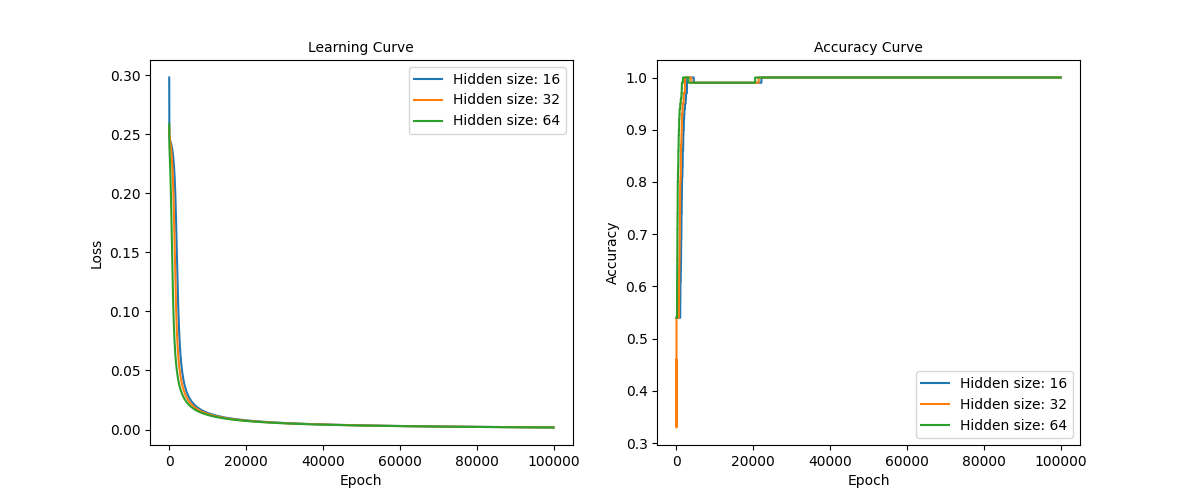 Learning Curve
0.30
0.25
0.20
0.15
0.10
0.05
0.00
Loss
0
20000
40000
60000
80000
100000
Epoch
Hidden size: 16
Hidden size: 32
Hidden size: 64
Accuracy Curve
1.0
0.9
0.8
0.7
0.6
0.5
0.4
0.3
Accuracy
0
20000
40000
60000
80000
100000
Epoch
Hidden size: 16
Hidden size: 32
Hidden size: 64